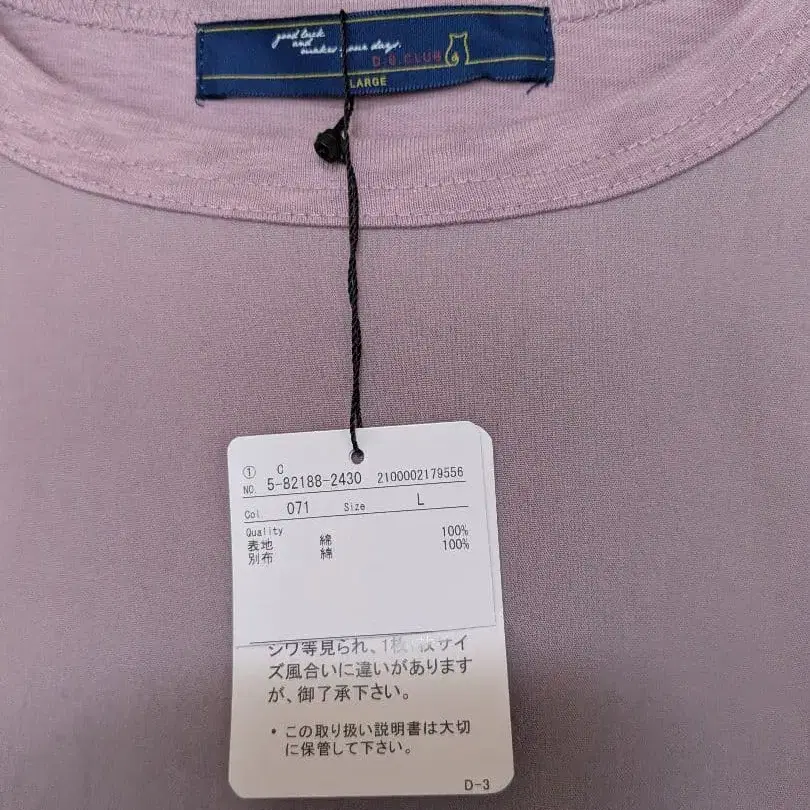 good luck
and
makes your days.
D.B.CLUB
LARGE
① C
NO. 5-82188-2430 2100002179556
Col. 071 Size L
Quality
表地 綿 100%
別布 綿 100%
シワ等見られ、1枚1枚サイ
ズ風合いに違いがあります
が、御了承下さい。
・この取り扱い説明書は大切
に保管して下さい。
D-3